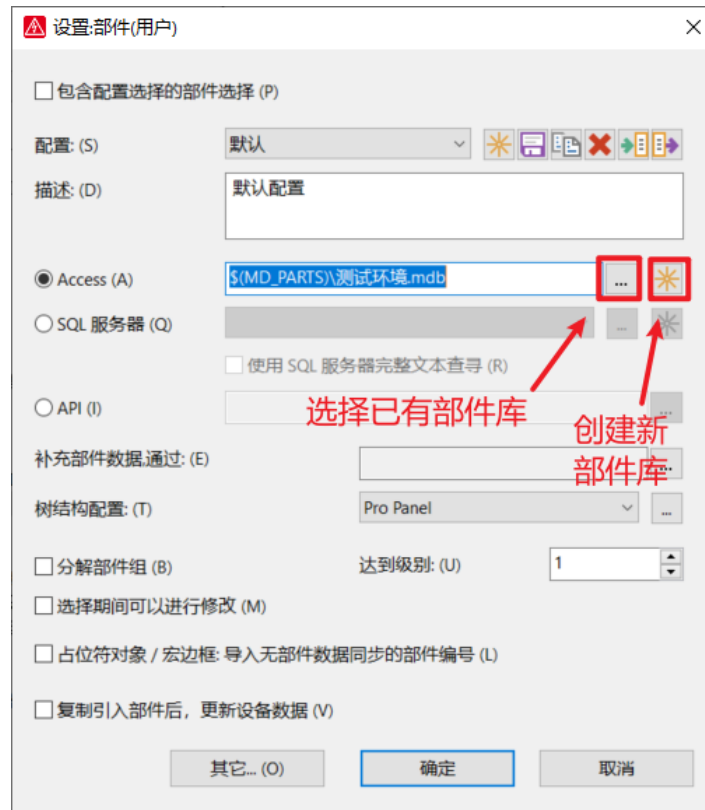 设置:部件(用户)
包含配置选择的部件选择 (P)
配置: (S)
默认
描述: (D)
默认配置
Access (A)
$(MD_PARTS)\测试环境.mdb
...
SQL 服务器 (Q)
...
使用 SQL 服务器完整文本查寻 (R)
API (I)
...
选择已有部件库
创建新
部件库
补充部件数据,通过: (E)
...
树结构配置: (T)
Pro Panel
...
分解部件组 (B)
达到级别: (U)
1
选择期间可以进行修改 (M)
占位符对象 / 宏边框: 导入无部件数据同步的部件编号 (L)
复制引入部件后，更新设备数据 (V)
其它... (O)
确定
取消